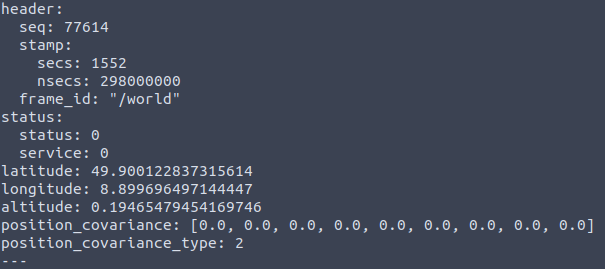 header:
  seq: 77614
  stamp:
    secs: 1552
    nsecs: 298000000
  frame_id: "/world"
status:
  status: 0
  service: 0
latitude: 49.900122837315614
longitude: 8.899696497144447
altitude: 0.19465479454169746
position_covariance: [0.0, 0.0, 0.0, 0.0, 0.0, 0.0, 0.0, 0.0, 0.0]
position_covariance_type: 2
---